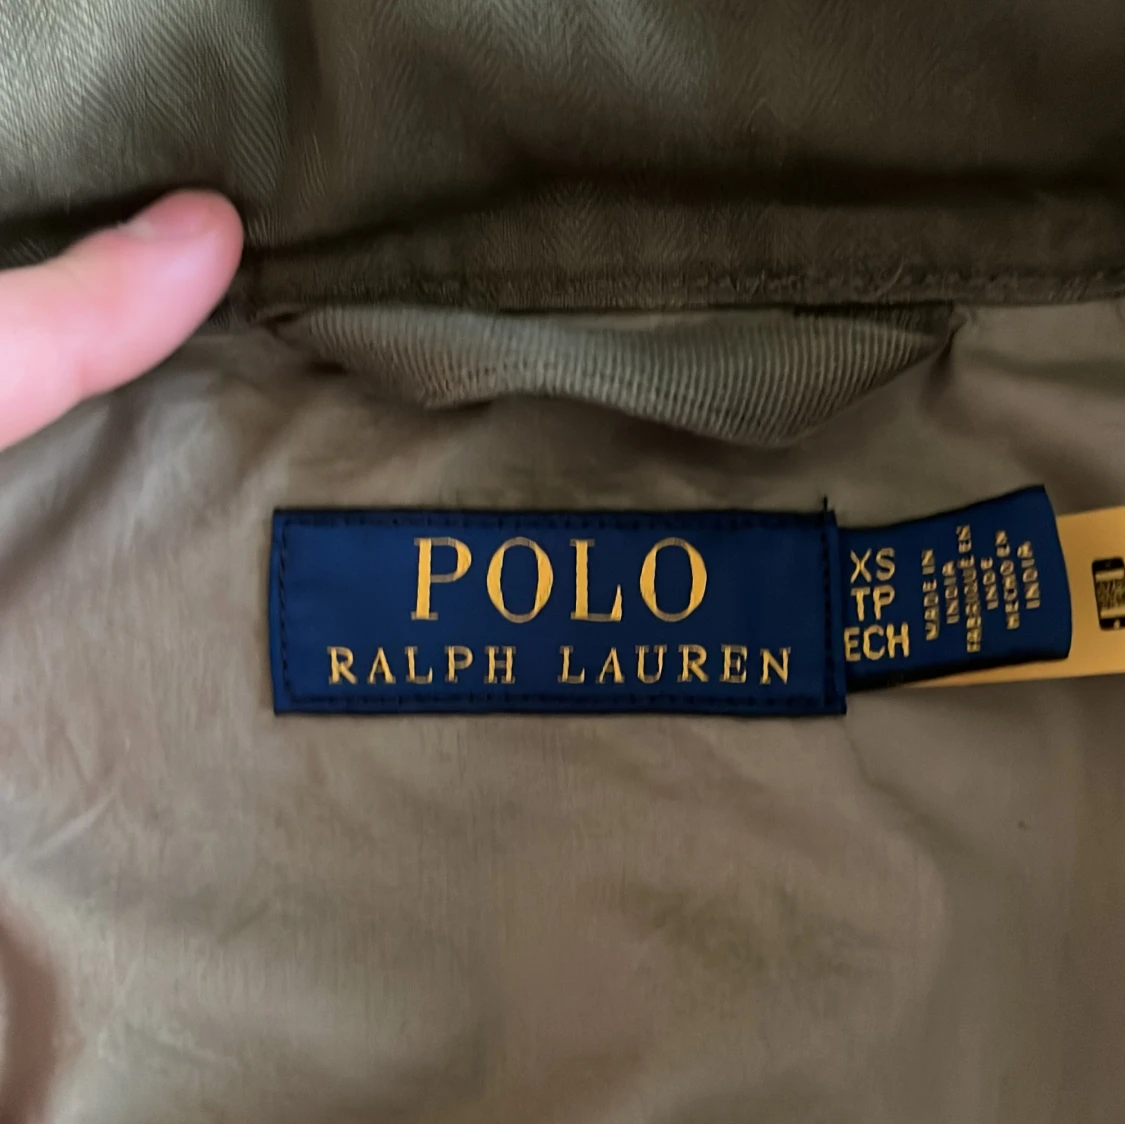 POLO
RALPH LAUREN
XS
TP
ECH
MADE IN
INDIA
FABRIQUÉ EN
INDE
HECHO EN
INDIA